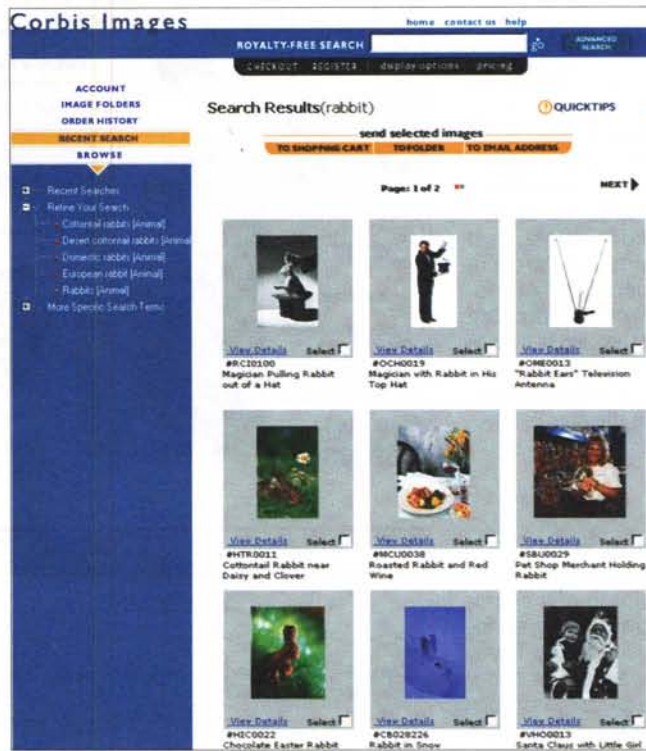 Corbis Images
home contact us help
ROYALTY-FREE SEARCH go ADVANCED SEARCH
CHECKOUT REGISTER display options pricing
ACCOUNT
IMAGE FOLDERS
ORDER HISTORY
RECENT SEARCH
BROWSE
Recent Searches
Refine Your Search
Cottontail rabbits [Animal]
Desert cottontail rabbits [Animal
Domestic rabbits [Animal]
European rabbit [Animal]
Rabbits [Animal]
More Specific Search Terms
Search Results(rabbit)
? QUICKTIPS
send selected images
TO SHOPPING CART TO FOLDER TO EMAIL ADDRESS
Page: 1 of 2
NEXT
View Details Select
#RCI0100
Magician Pulling Rabbit
out of a Hat
View Details Select
#OCH0019
Magician with Rabbit in His
Top Hat
View Details Select
#OME0013
"Rabbit Ears" Television
Antenna
View Details Select
#HTR0011
Cottontail Rabbit near
Daisy and Clover
View Details Select
#MCU0038
Roasted Rabbit and Red
Wine
View Details Select
#SBU0029
Pet Shop Merchant Holding
Rabbit
View Details Select
#HIC0022
Chocolate Easter Rabbit
View Details Select
#CB028226
Rabbit in Snow
View Details Select
#VHO0013
Santa Claus with Little Girl